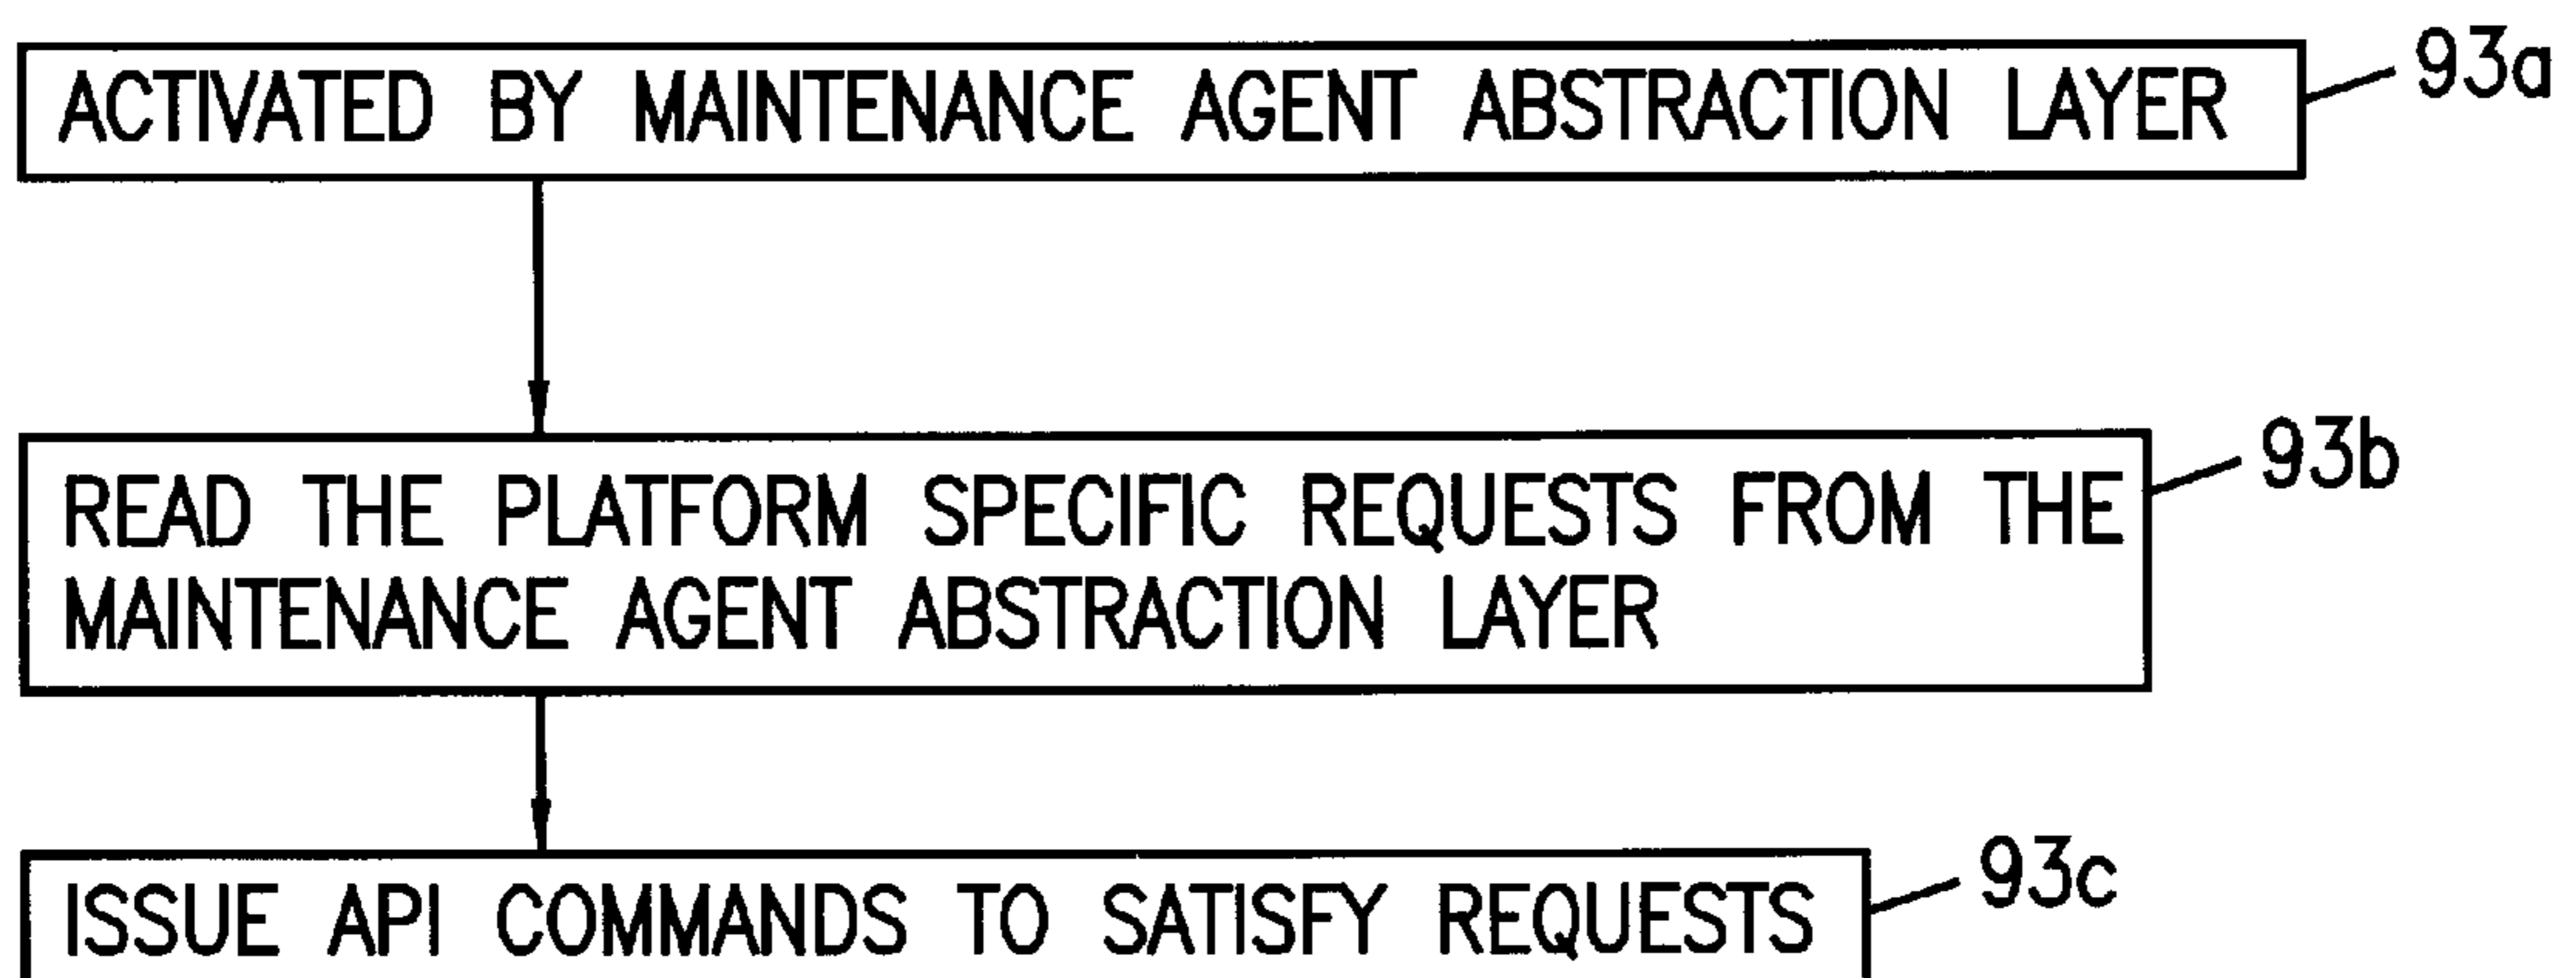 ACTIVATED BY MAINTENANCE AGENT ABSTRACTION LAYER
93a
READ THE PLATFORM SPECIFIC REQUESTS FROM THE
MAINTENANCE AGENT ABSTRACTION LAYER
93b
ISSUE API COMMANDS TO SATISFY REQUESTS
93c